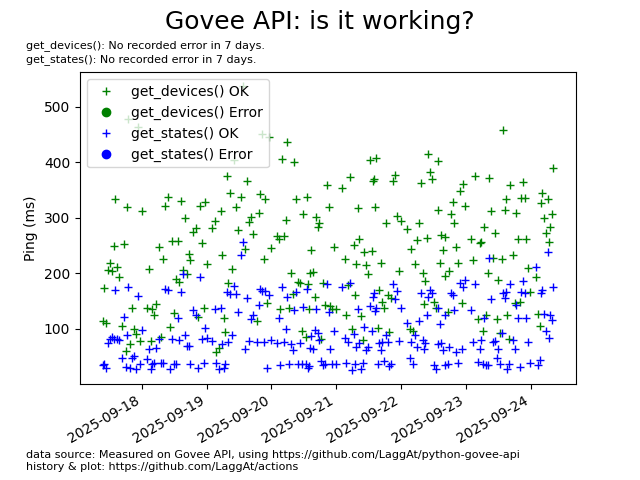 Govee API: is it working?
get_devices(): No recorded error in 7 days.
get_states(): No recorded error in 7 days.
get_devices() OK
get_devices() Error
get_states() OK
get_states() Error
Ping (ms)
500
400
300
200
100
2025-09-18
2025-09-19
2025-09-20
2025-09-21
2025-09-22
2025-09-23
2025-09-24
data source: Measured on Govee API, using https://github.com/LaggAt/python-govee-api
history & plot: https://github.com/LaggAt/actions